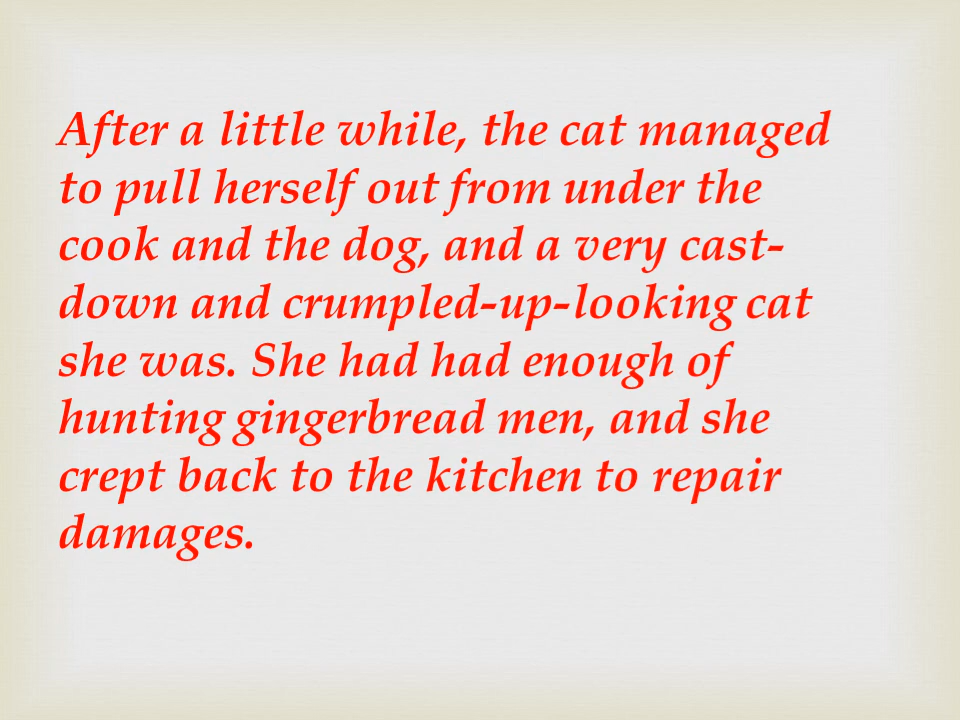 After a little while, the cat managed
to pull herself out from under the
cook and the dog, and a very cast-
down and crumpled-up-looking cat
she was. She had had enough of
hunting gingerbread men, and she
crept back to the kitchen to repair
damages.